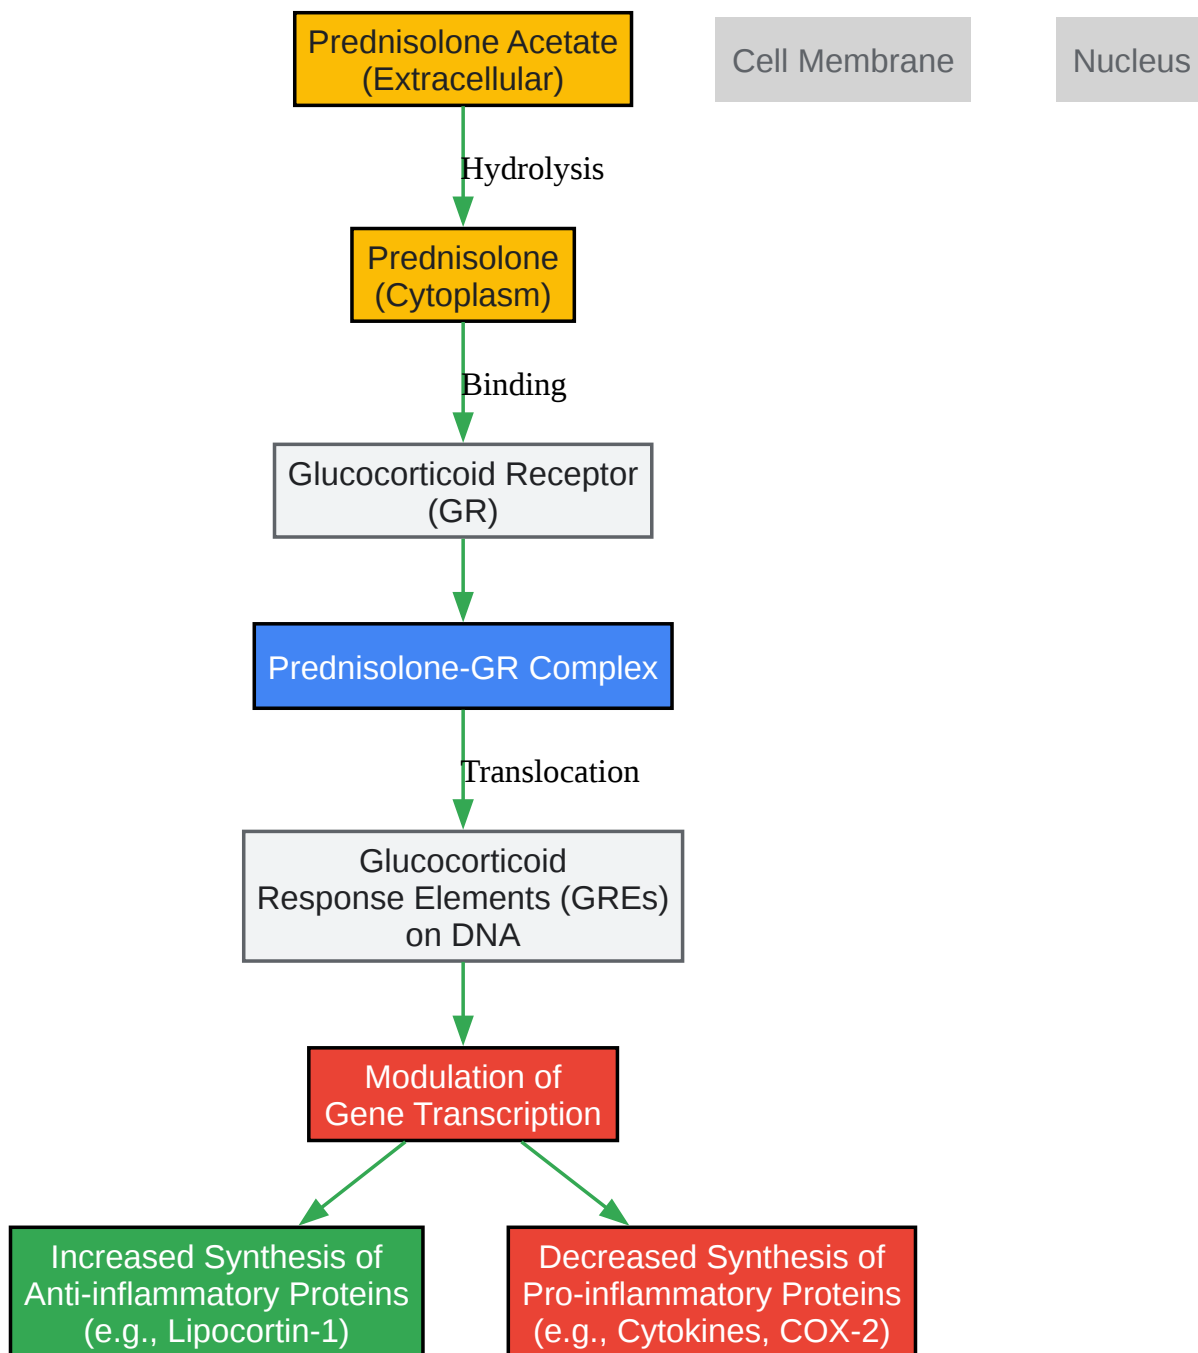 Prednisolone Acetate
(Extracellular)
Cell Membrane
Nucleus
Hydrolysis
Prednisolone
(Cytoplasm)
Binding
Glucocorticoid Receptor
(GR)
Prednisolone-GR Complex
Translocation
Glucocorticoid
Response Elements (GREs)
on DNA
Modulation of
Gene Transcription
Increased Synthesis of
Anti-inflammatory Proteins
(e.g., Lipocortin-1)
Decreased Synthesis of
Pro-inflammatory Proteins
(e.g., Cytokines, COX-2)